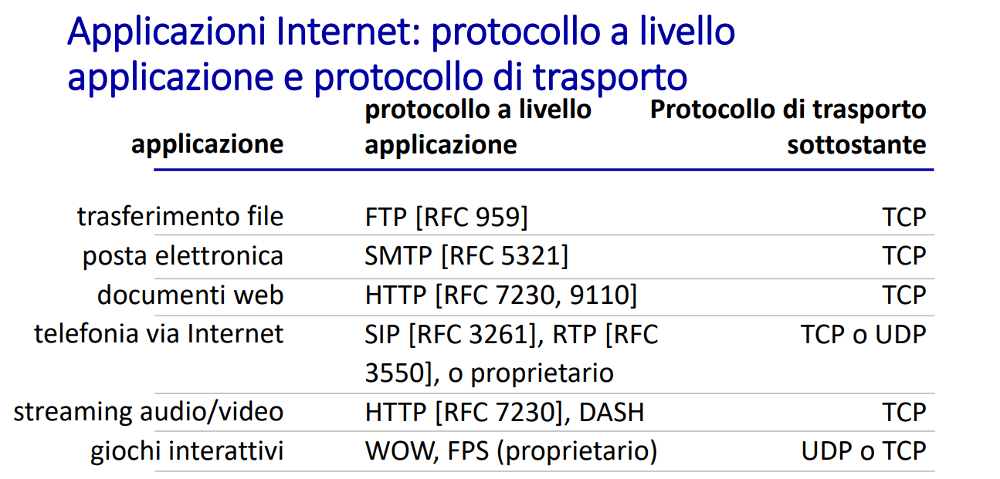 Applicazioni Internet: protocollo a livello
applicazione e protocollo di trasporto
applicazione
protocollo a livello
applicazione
Protocollo di trasporto
sottostante
trasferimento file FTP [RFC 959] TCP
posta elettronica SMTP [RFC 5321] TCP
documenti web HTTP [RFC 7230, 9110] TCP
telefonia via Internet SIP [RFC 3261], RTP [RFC TCP o UDP
3550], o proprietario
streaming audio/video HTTP [RFC 7230], DASH TCP
giochi interattivi WOW, FPS (proprietario) UDP o TCP